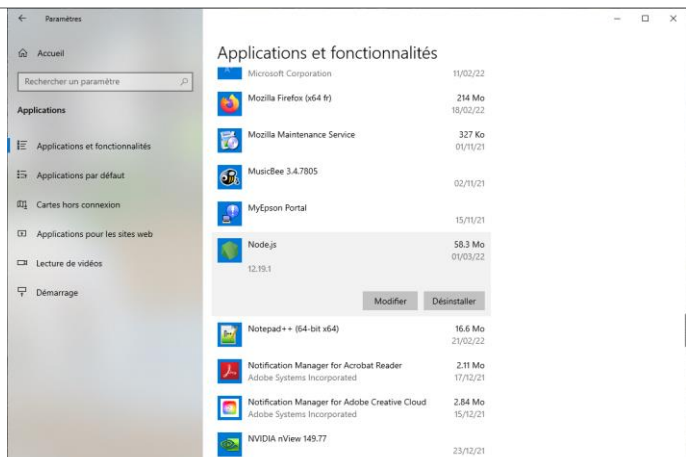 Paramètres
Accueil
Rechercher un paramètre
Applications
Applications et fonctionnalités
Applications par défaut
Cartes hors connexion
Applications pour les sites web
Lecture de vidéos
Démarrage
Applications et fonctionnalités
Microsoft Corporation 11/02/22
Mozilla Firefox (x64 fr) 214 Mo
18/02/22
Mozilla Maintenance Service 327 Ko
01/11/21
MusicBee 3.4.7805
02/11/21
MyEpson Portal
15/11/21
Node.js 58.3 Mo
01/03/22
12.19.1
Modifier Désinstaller
Notepad++ (64-bit x64) 16.6 Mo
21/02/22
Notification Manager for Acrobat Reader 2.11 Mo
Adobe Systems Incorporated 17/12/21
Notification Manager for Adobe Creative Cloud 2.84 Mo
Adobe Systems Incorporated 15/12/21
NVIDIA nView 149.77
23/12/21